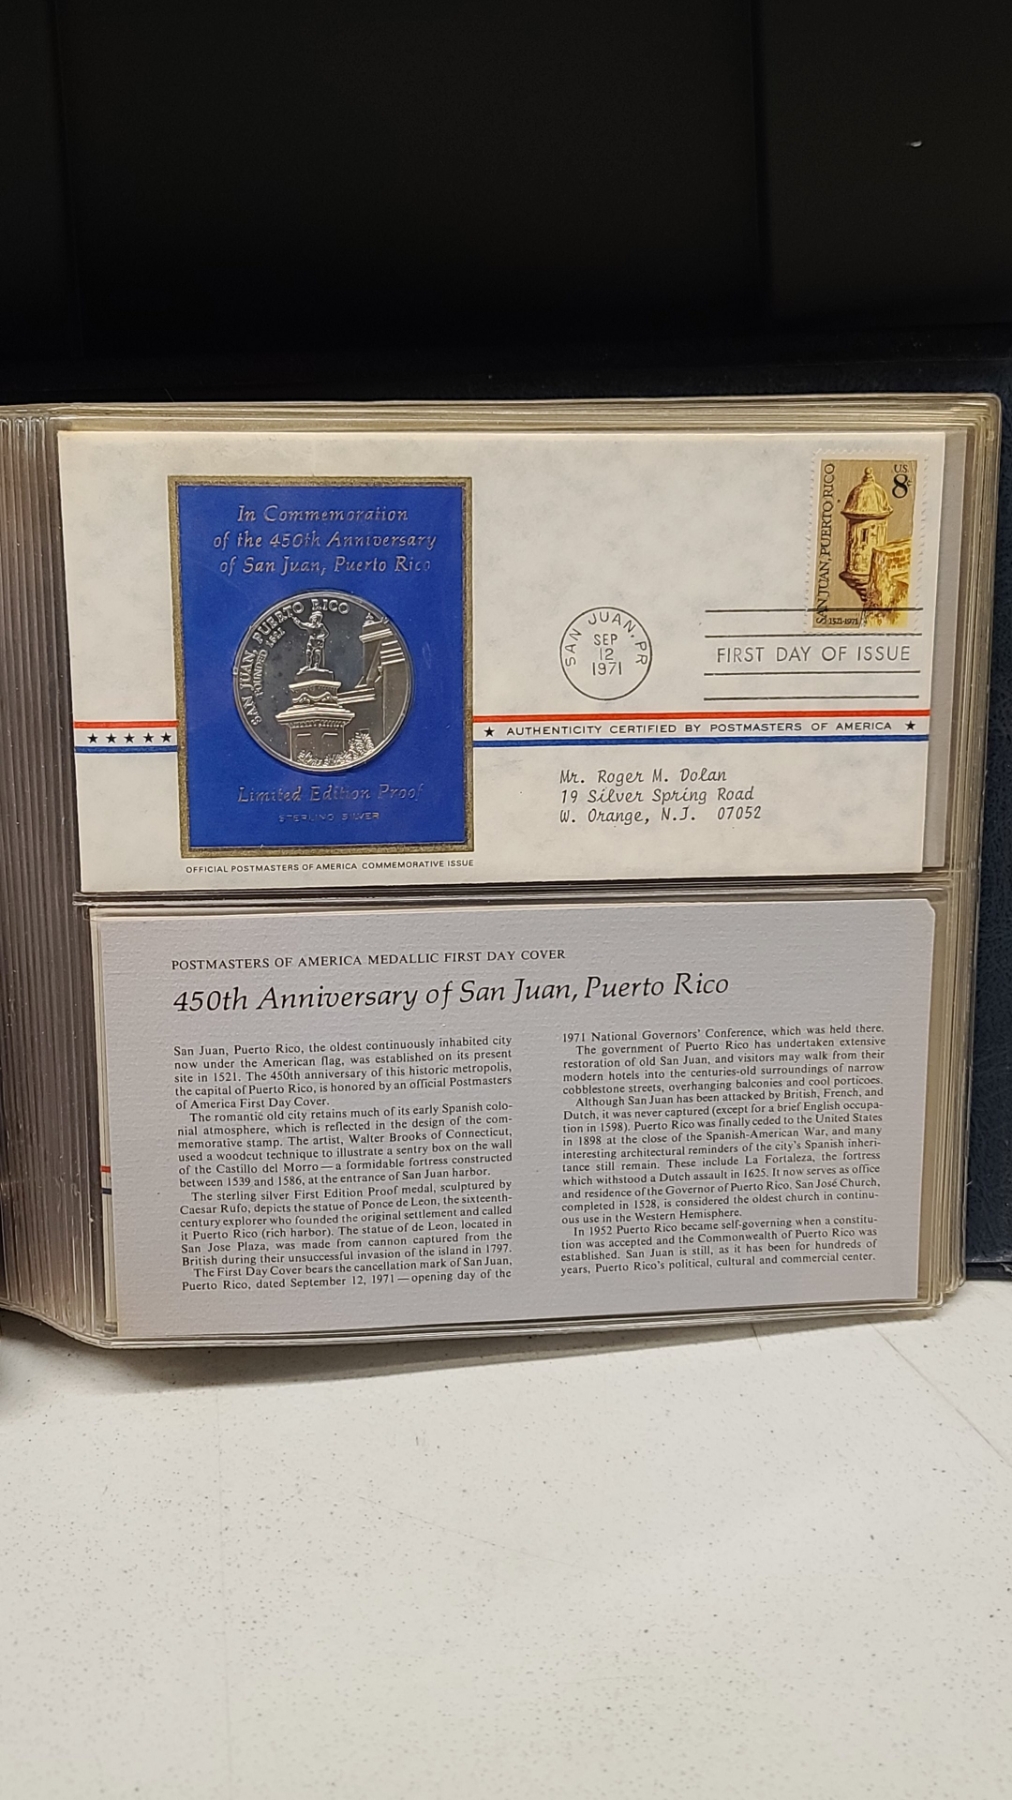 In Commemoration
of the 450th Anniversary
of San Juan, Puerto Rico
SAN JUAN, PUERTO RICO
FOUNDED 1521
Limited Edition Proof
STERLING SILVER
OFFICIAL POSTMASTERS OF AMERICA COMMEMORATIVE ISSUE
U.S.
8¢
SAN JUAN, PUERTO RICO
1521-1971
SAN JUAN, PR
SEP
12
1971
FIRST DAY OF ISSUE
★ ★ ★ ★ ★
★ AUTHENTICITY CERTIFIED BY POSTMASTERS OF AMERICA ★
Mr. Roger M. Dolan
19 Silver Spring Road
W. Orange, N.J. 07052
POSTMASTERS OF AMERICA MEDALLIC FIRST DAY COVER
450th Anniversary of San Juan, Puerto Rico
San Juan, Puerto Rico, the oldest continuously inhabited city
now under the American flag, was established on its present
site in 1521. The 450th anniversary of this historic metropolis,
the capital of Puerto Rico, is honored by an official Postmasters
of America First Day Cover.
The romantic old city retains much of its early Spanish colo-
nial atmosphere, which is reflected in the design of the com-
memorative stamp. The artist, Walter Brooks of Connecticut,
used a woodcut technique to illustrate a sentry box on the wall
of the Castillo del Morro — a formidable fortress constructed
between 1539 and 1586, at the entrance of San Juan harbor.
The sterling silver First Edition Proof medal, sculptured by
Caesar Rufo, depicts the statue of Ponce de Leon, the sixteenth-
century explorer who founded the original settlement and called
it Puerto Rico (rich harbor). The statue of de Leon, located in
San Jose Plaza, was made from cannon captured from the
British during their unsuccessful invasion of the island in 1797.
The First Day Cover bears the cancellation mark of San Juan,
Puerto Rico, dated September 12, 1971 — opening day of the
1971 National Governors' Conference, which was held there.
The government of Puerto Rico has undertaken extensive
restoration of old San Juan, and visitors may walk from their
modern hotels into the centuries-old surroundings of narrow
cobblestone streets, overhanging balconies and cool porticoes.
Although San Juan has been attacked by British, French, and
Dutch, it was never captured (except for a brief English occupa-
tion in 1598). Puerto Rico was finally ceded to the United States
in 1898 at the close of the Spanish-American War, and many
interesting architectural reminders of the city's Spanish inheri-
tance still remain. These include La Fortaleza, the fortress
which withstood a Dutch assault in 1625. It now serves as office
and residence of the Governor of Puerto Rico. San José Church,
completed in 1528, is considered the oldest church in continu-
ous use in the Western Hemisphere.
In 1952 Puerto Rico became self-governing when a constitu-
tion was accepted and the Commonwealth of Puerto Rico was
established. San Juan is still, as it has been for hundreds of
years, Puerto Rico's political, cultural and commercial center.